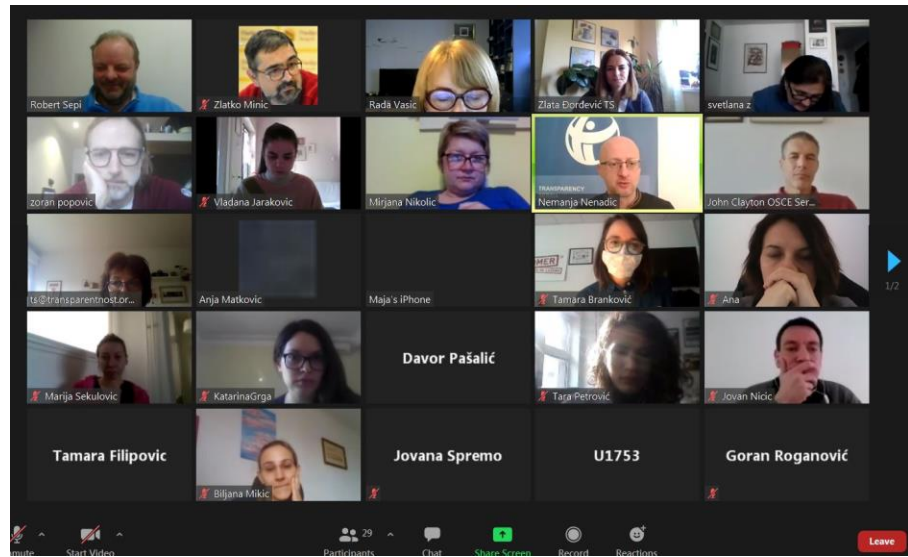 Robert Sepi
Zlatko Minic
Rada Vasic
Zlata Đorđević TS
svetlana z
zoran popovic
Vladana Jarakovic
Mirjana Nikolic
TRANSPARENCY
Nemanja Nenadic
John Clayton OSCE Ser...
ts@transparentnost.or...
Anja Matkovic
Maja's iPhone
Tamara Branković
Ana
1/2
Marija Sekulovic
KatarinaGrga
Davor Pašalić
Tara Petrović
Jovan Nicic
Tamara Filipovic
Biljana Mikic
Jovana Spremo
U1753
Goran Roganović
29
Start Video
Participants
Chat
Share Screen
Record
Reactions
Leave